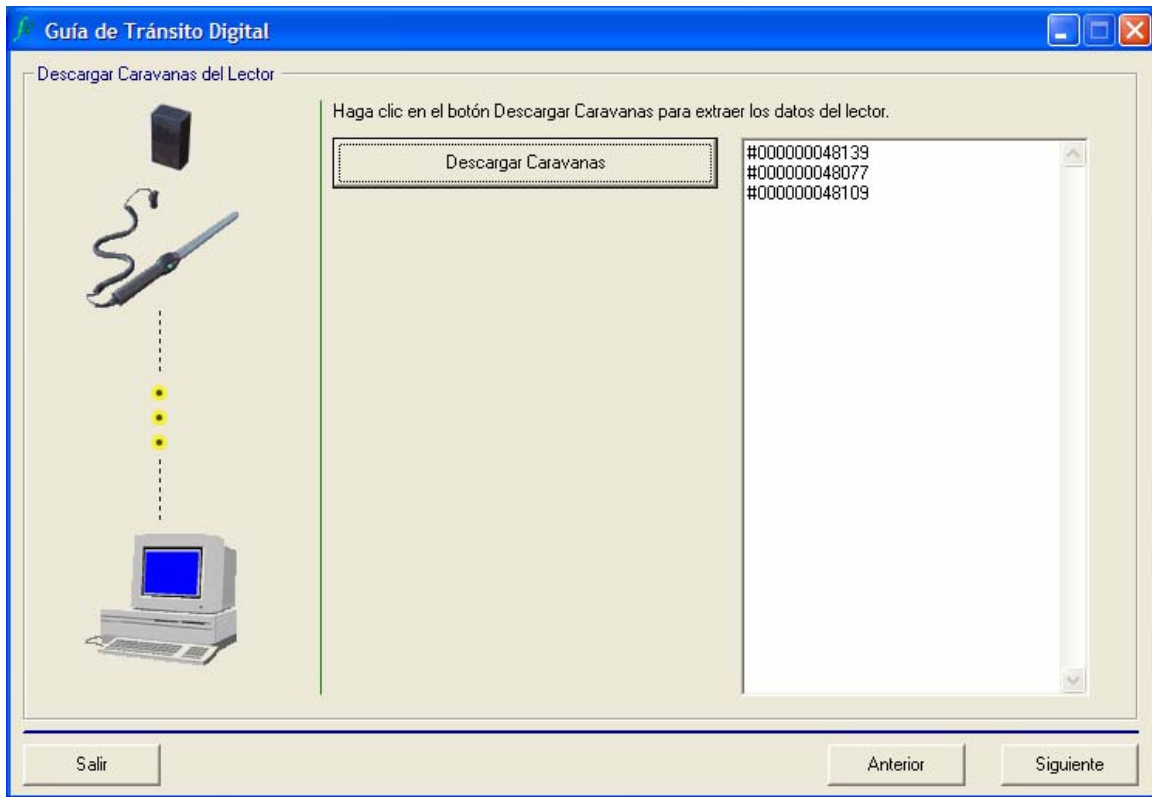 Guía de Tránsito Digital
Descargar Caravanas del Lector
Haga clic en el botón Descargar Caravanas para extraer los datos del lector.
Descargar Caravanas
#000000048139
#000000048077
#000000048109
Salir
Anterior
Siguiente